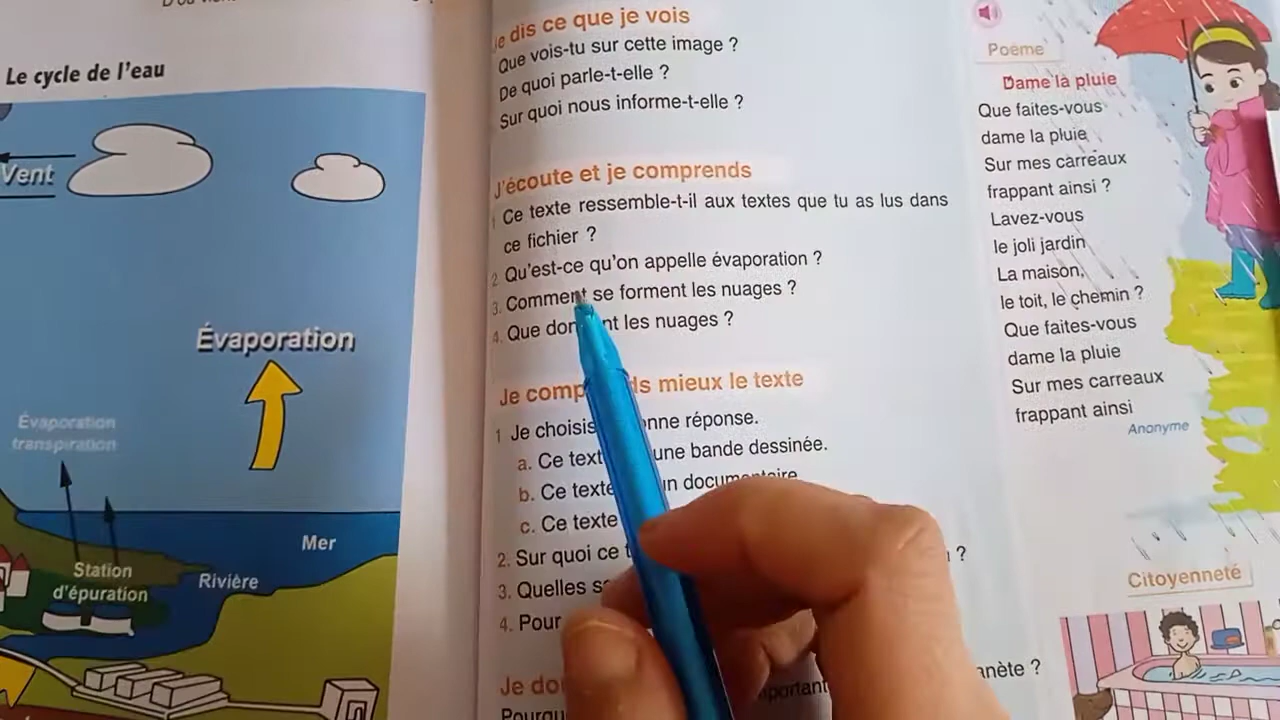 Le cycle de l'eau
Vent
Évaporation
Évaporation
transpiration
Mer
Station
d'épuration
Rivière
Je dis ce que je vois
Que vois-tu sur cette image ?
De quoi parle-t-elle ?
Sur quoi nous informe-t-elle ?
J'écoute et je comprends
1 Ce texte ressemble-t-il aux textes que tu as lus dans
ce fichier ?
2 Qu'est-ce qu'on appelle évaporation ?
3. Comment se forment les nuages ?
4. Que les nuages ?
Je mieux le texte
1 Je choisis réponse.
a. Ce une bande dessinée.
b. Ce texte un documentaire.
c. Ce texte
2. Sur quoi ce ?
3. Quelles
4. Pour
Je
Poème
Dame la pluie
Que faites-vous
dame la pluie
Sur mes carreaux
frappant ainsi ?
Lavez-vous
le joli jardin
La maison,
le toit, le chemin ?
Que faites-vous
dame la pluie
Sur mes carreaux
frappant ainsi
Anonyme
Citoyenneté